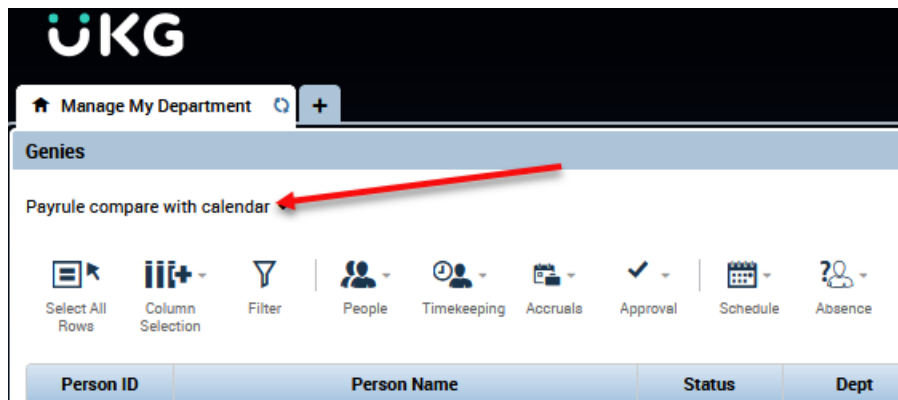 UKG
Manage My Department
Genies
Payrule compare with calendar
Select All Rows
Column Selection
Filter
People
Timekeeping
Accruals
Approval
Schedule
Absence
Person ID
Person Name
Status
Dept